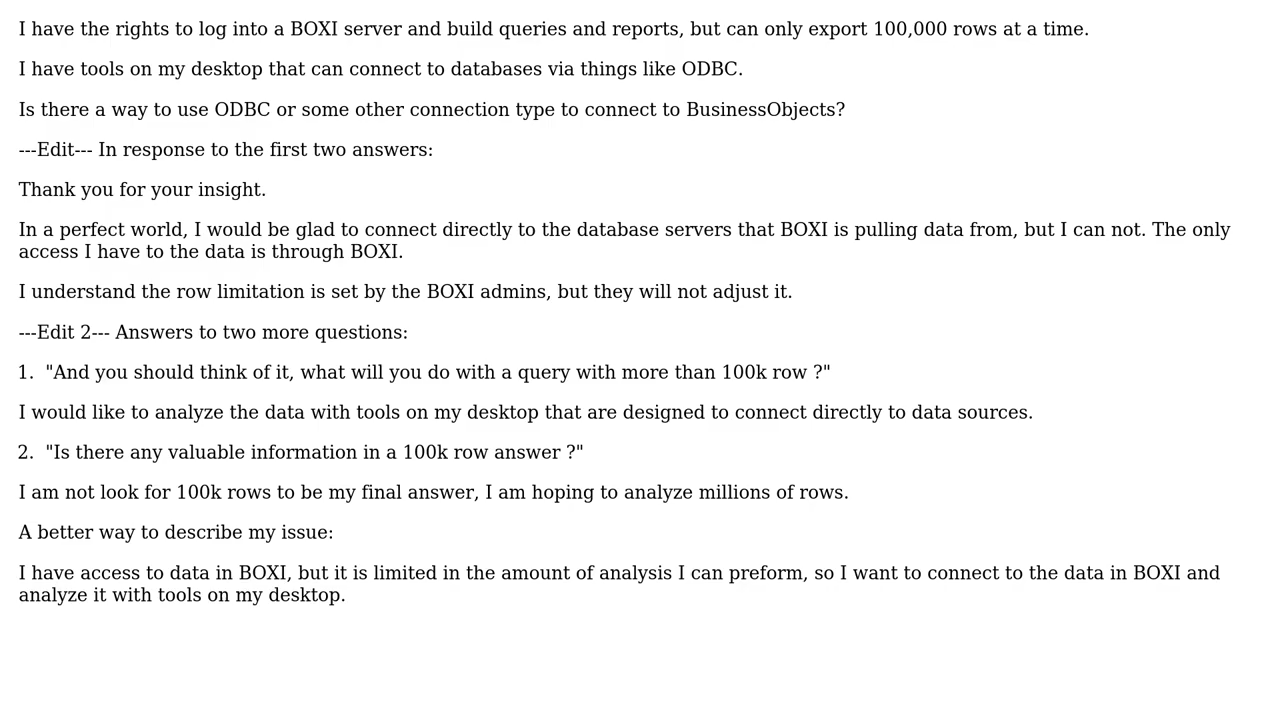 I have the rights to log into a BOXI server and build queries and reports, but can only export 100,000 rows at a time.
I have tools on my desktop that can connect to databases via things like ODBC.
Is there a way to use ODBC or some other connection type to connect to BusinessObjects?
---Edit--- In response to the first two answers:
Thank you for your insight.
In a perfect world, I would be glad to connect directly to the database servers that BOXI is pulling data from, but I can not. The only
access I have to the data is through BOXI.
I understand the row limitation is set by the BOXI admins, but they will not adjust it.
---Edit 2--- Answers to two more questions:
1. "And you should think of it, what will you do with a query with more than 100k row ?"
I would like to analyze the data with tools on my desktop that are designed to connect directly to data sources.
2. "Is there any valuable information in a 100k row answer ?"
I am not look for 100k rows to be my final answer, I am hoping to analyze millions of rows.
A better way to describe my issue:
I have access to data in BOXI, but it is limited in the amount of analysis I can preform, so I want to connect to the data in BOXI and
analyze it with tools on my desktop.